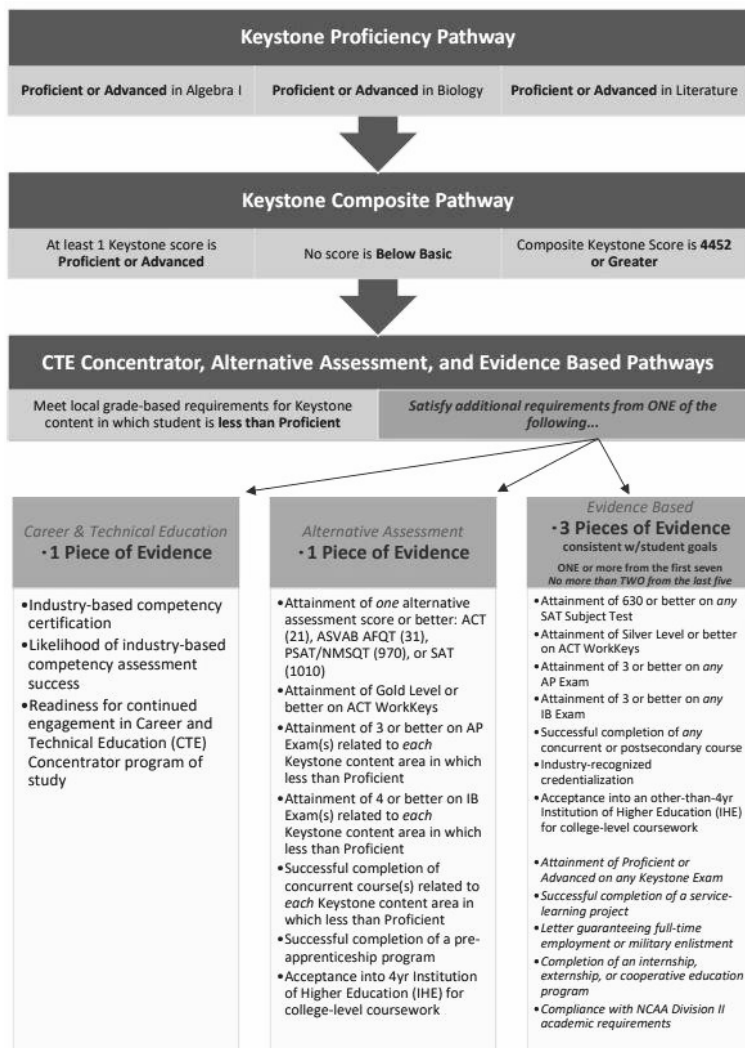 Keystone Proficiency Pathway
Proficient or Advanced in Algebra I
Proficient or Advanced in Biology
Proficient or Advanced in Literature
Keystone Composite Pathway
At least 1 Keystone score is
Proficient or Advanced
No score is Below Basic
Composite Keystone Score is 4452
or Greater
CTE Concentrator, Alternative Assessment, and Evidence Based Pathways
Meet local grade-based requirements for Keystone
content in which student is less than Proficient
Satisfy additional requirements from ONE of the
following...
Career & Technical Education
• 1 Piece of Evidence
• Industry-based competency
certification
• Likelihood of industry-based
competency assessment
success
• Readiness for continued
engagement in Career and
Technical Education (CTE)
Concentrator program of
study
Alternative Assessment
• 1 Piece of Evidence
• Attainment of one alternative
assessment score or better: ACT
(21), ASVAB AFQT (31),
PSAT/NMSQT (970), or SAT
(1010)
• Attainment of Gold Level or
better on ACT WorkKeys
• Attainment of 3 or better on AP
Exam(s) related to each
Keystone content area in which
less than Proficient
• Attainment of 4 or better on IB
Exam(s) related to each
Keystone content area in which
less than Proficient
• Successful completion of
concurrent course(s) related to
each Keystone content area in
which less than Proficient
• Successful completion of a pre-
apprenticeship program
• Acceptance into 4yr Institution
of Higher Education (IHE) for
college-level coursework
Evidence Based
• 3 Pieces of Evidence
consistent w/student goals
ONE or more from the first seven
No more than TWO from the last five
• Attainment of 630 or better on any
SAT Subject Test
• Attainment of Silver Level or better
on ACT WorkKeys
• Attainment of 3 or better on any
AP Exam
• Attainment of 3 or better on any
IB Exam
• Successful completion of any
concurrent or postsecondary course
• Industry-recognized
credentialization
• Acceptance into an other-than-4yr
Institution of Higher Education (IHE)
for college-level coursework
• Attainment of Proficient or
Advanced on any Keystone Exam
• Successful completion of a service-
learning project
• Letter guaranteeing full-time
employment or military enlistment
• Completion of an internship,
externship, or cooperative education
program
• Compliance with NCAA Division II
academic requirements